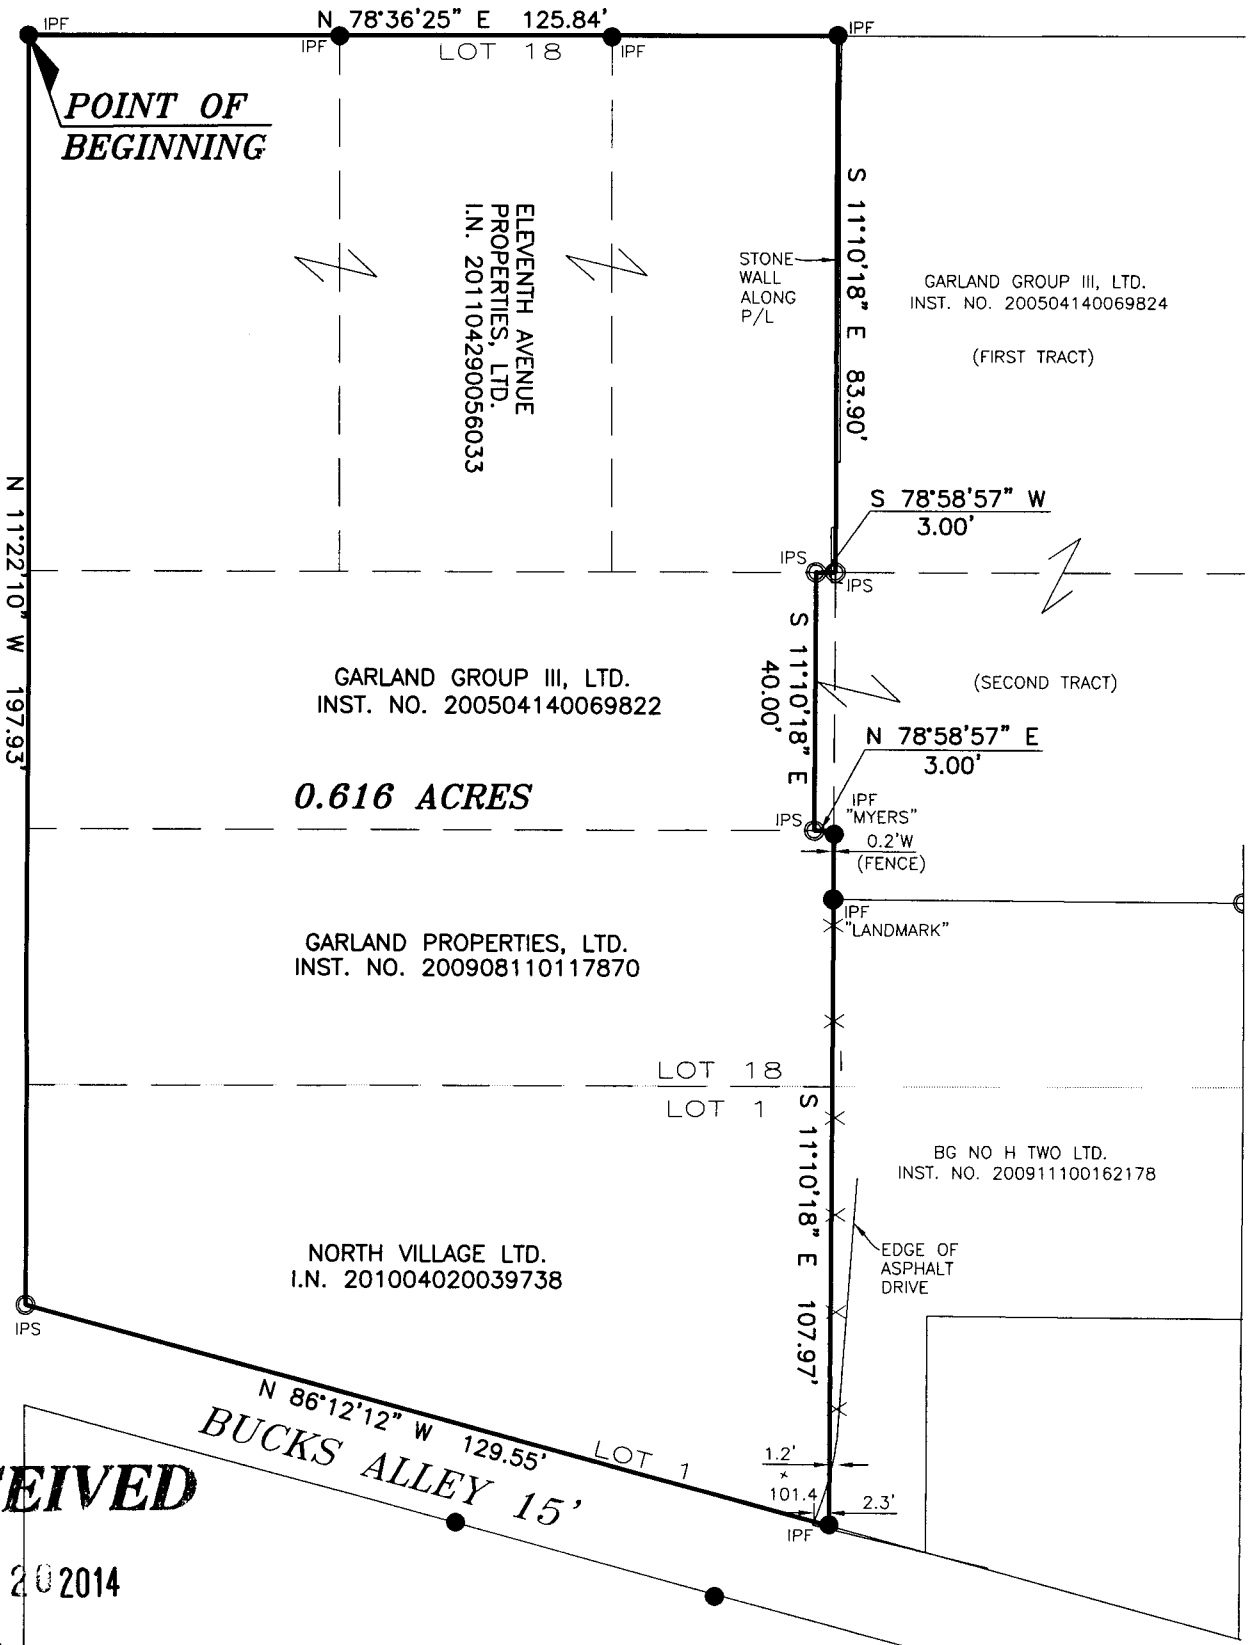 IPF
N 78°36'25" E 125.84'
IPF
IPF
LOT 18
IPF
POINT OF
BEGINNING
ELEVENTH AVENUE
PROPERTIES, LTD.
I.N. 201104290056033
STONE
WALL
ALONG
P/L
S 11°10'18" E 83.90'
GARLAND GROUP III, LTD.
INST. NO. 200504140069824
(FIRST TRACT)
N 11°22'10" W 197.93'
S 78°58'57" W
3.00'
IPS
IPS
S 11°10'18" E
40.00'
GARLAND GROUP III, LTD.
INST. NO. 200504140069822
(SECOND TRACT)
N 78°58'57" E
3.00'
0.616 ACRES
IPS
IPF
"MYERS"
0.2'W
(FENCE)
IPF
"LANDMARK"
GARLAND PROPERTIES, LTD.
INST. NO. 200908110117870
LOT 18
LOT 1
S 11°10'18" E 107.97'
BG NO H TWO LTD.
INST. NO. 200911100162178
EDGE OF
ASPHALT
DRIVE
NORTH VILLAGE LTD.
I.N. 201004020039738
IPS
N 86°12'12" W 129.55'
LOT 1
BUCKS ALLEY 15'
1.2'
+
101.4
2.3'
IPF
EIVED
20 2014